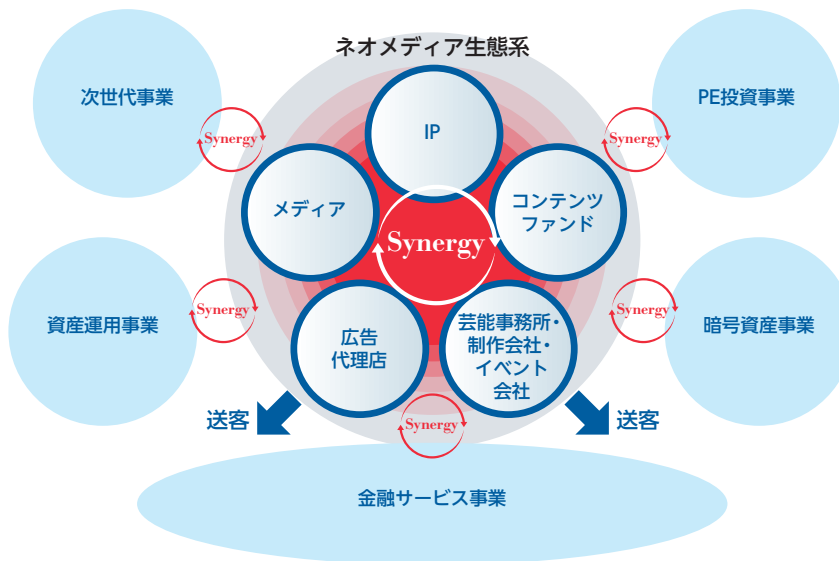 ネオメディア生態系
次世代事業
PE投資事業
IP
Synergy
Synergy
メディア
コンテンツ
ファンド
Synergy
資産運用事業
Synergy
Synergy
暗号資産事業
広告
代理店
芸能事務所・
制作会社・
イベント
会社
送客
Synergy
送客
金融サービス事業